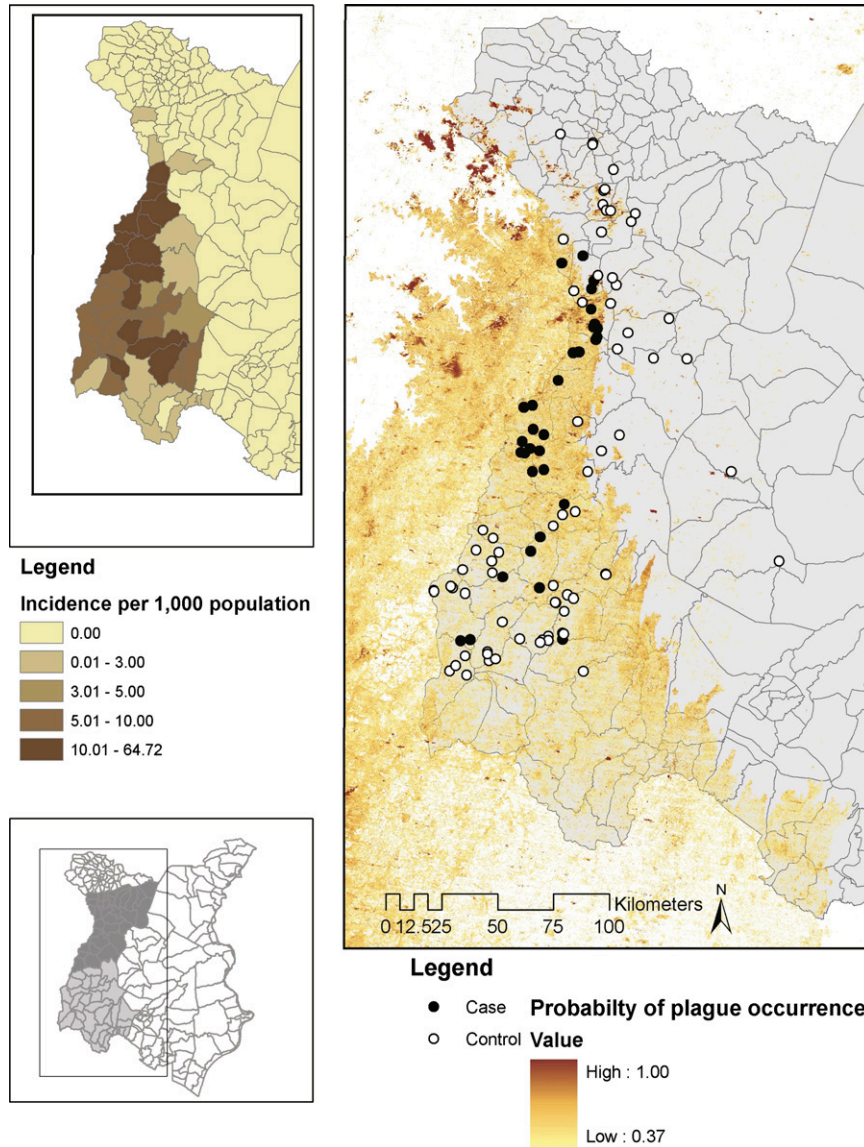 Legend
Incidence per 1,000 population
0.00
0.01 - 3.00
3.01 - 5.00
5.01 - 10.00
10.01 - 64.72
Kilometers
N
0 12.525 50 75 100
Legend
Case
Control
Probabilty of plague occurrence
Value
High : 1.00
Low : 0.37